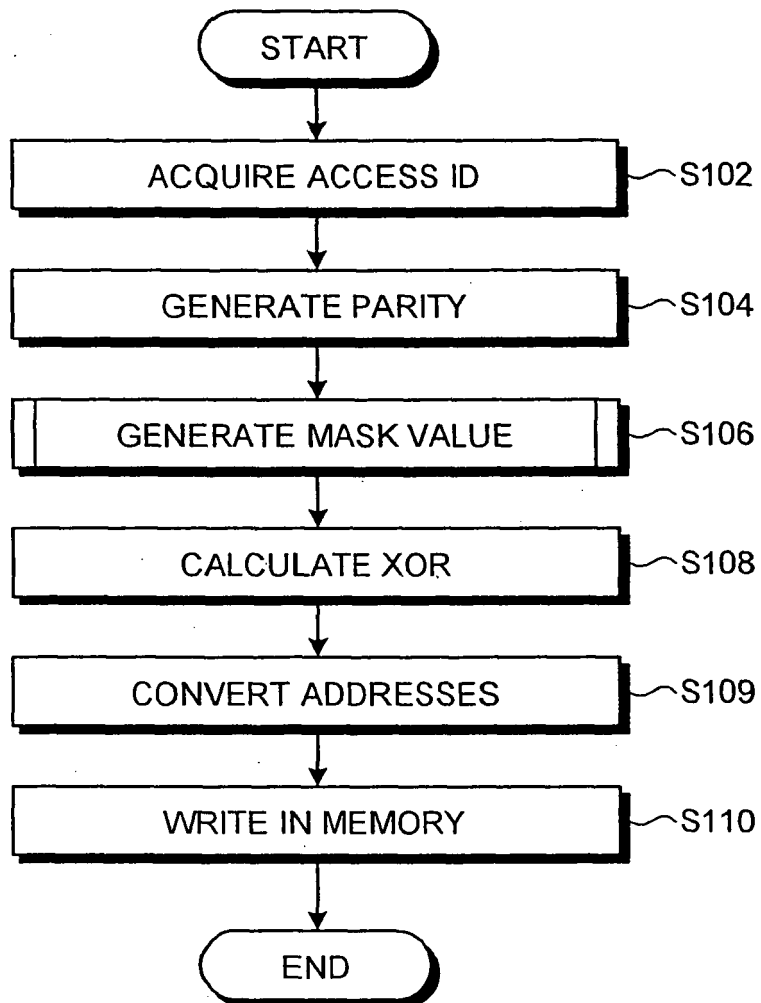 START
ACQUIRE ACCESS ID
S102
GENERATE PARITY
S104
GENERATE MASK VALUE
S106
CALCULATE XOR
S108
CONVERT ADDRESSES
S109
WRITE IN MEMORY
S110
END